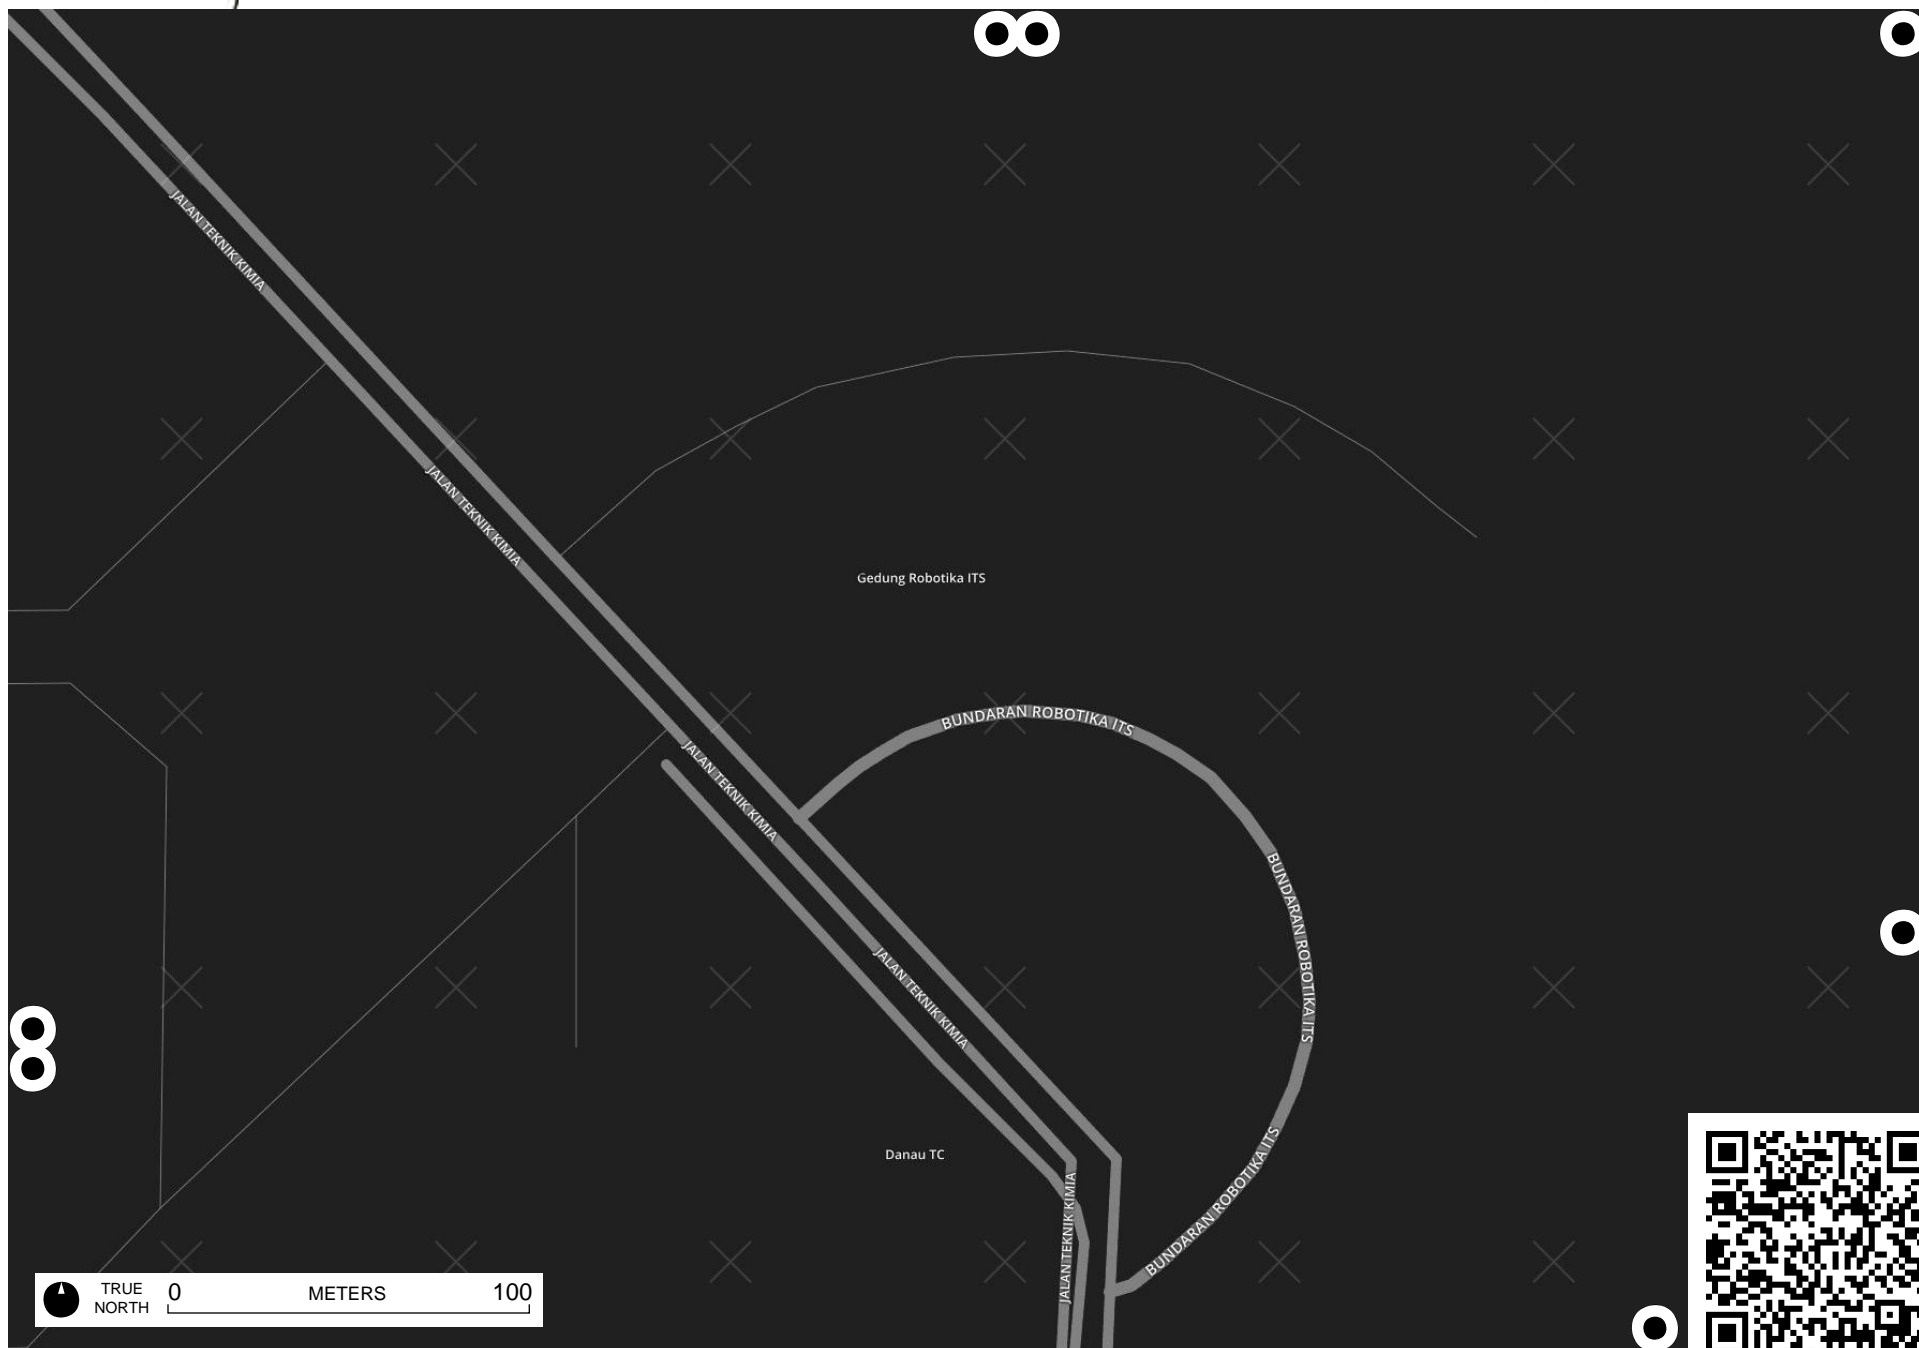 JALAN TEKNIK KIMIA
JALAN TEKNIK KIMIA
Gedung Robotika ITS
BUNDARAN ROBOTIKA ITS
JALAN TEKNIK KIMIA
BUNDARAN ROBOTIKA ITS
JALAN TEKNIK KIMIA
Danau TC
JALAN TEKNIK KIMIA
BUNDARAN ROBOTIKA ITS
TRUE NORTH
0 METERS 100